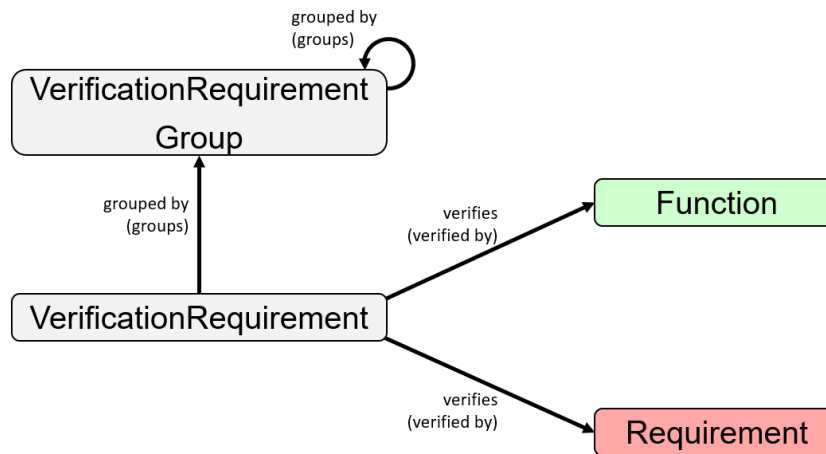 grouped by
(groups)
VerificationRequirement
Group
grouped by
(groups)
verifies
(verified by)
Function
VerificationRequirement
verifies
(verified by)
Requirement